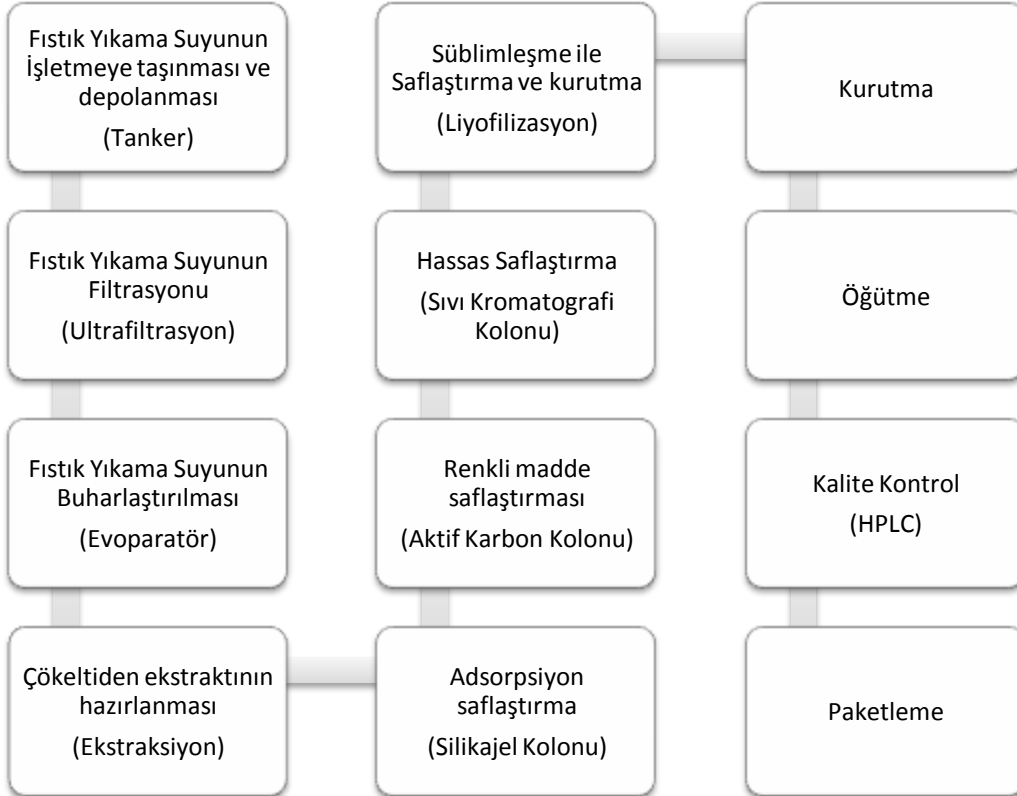 Fıstık Yıkama Suyunun
İşletmeye taşınması ve
depolanması
(Tanker)
Fıstık Yıkama Suyunun
Filtrasyonu
(Ultrafiltrasyon)
Fıstık Yıkama Suyunun
Buharlaştırılması
(Evoparatör)
Çökeltiden ekstraktının
hazırlanması
(Ekstraksiyon)
Adsorpsiyon
saflaştırma
(Silikajel Kolonu)
Renkli madde
saflaştırması
(Aktif Karbon Kolonu)
Hassas Saflaştırma
(Sıvı Kromatografi
Kolonu)
Süblimleşme ile
Saflaştırma ve kurutma
(Liyofilizasyon)
Kurutma
Öğütme
Kalite Kontrol
(HPLC)
Paketleme